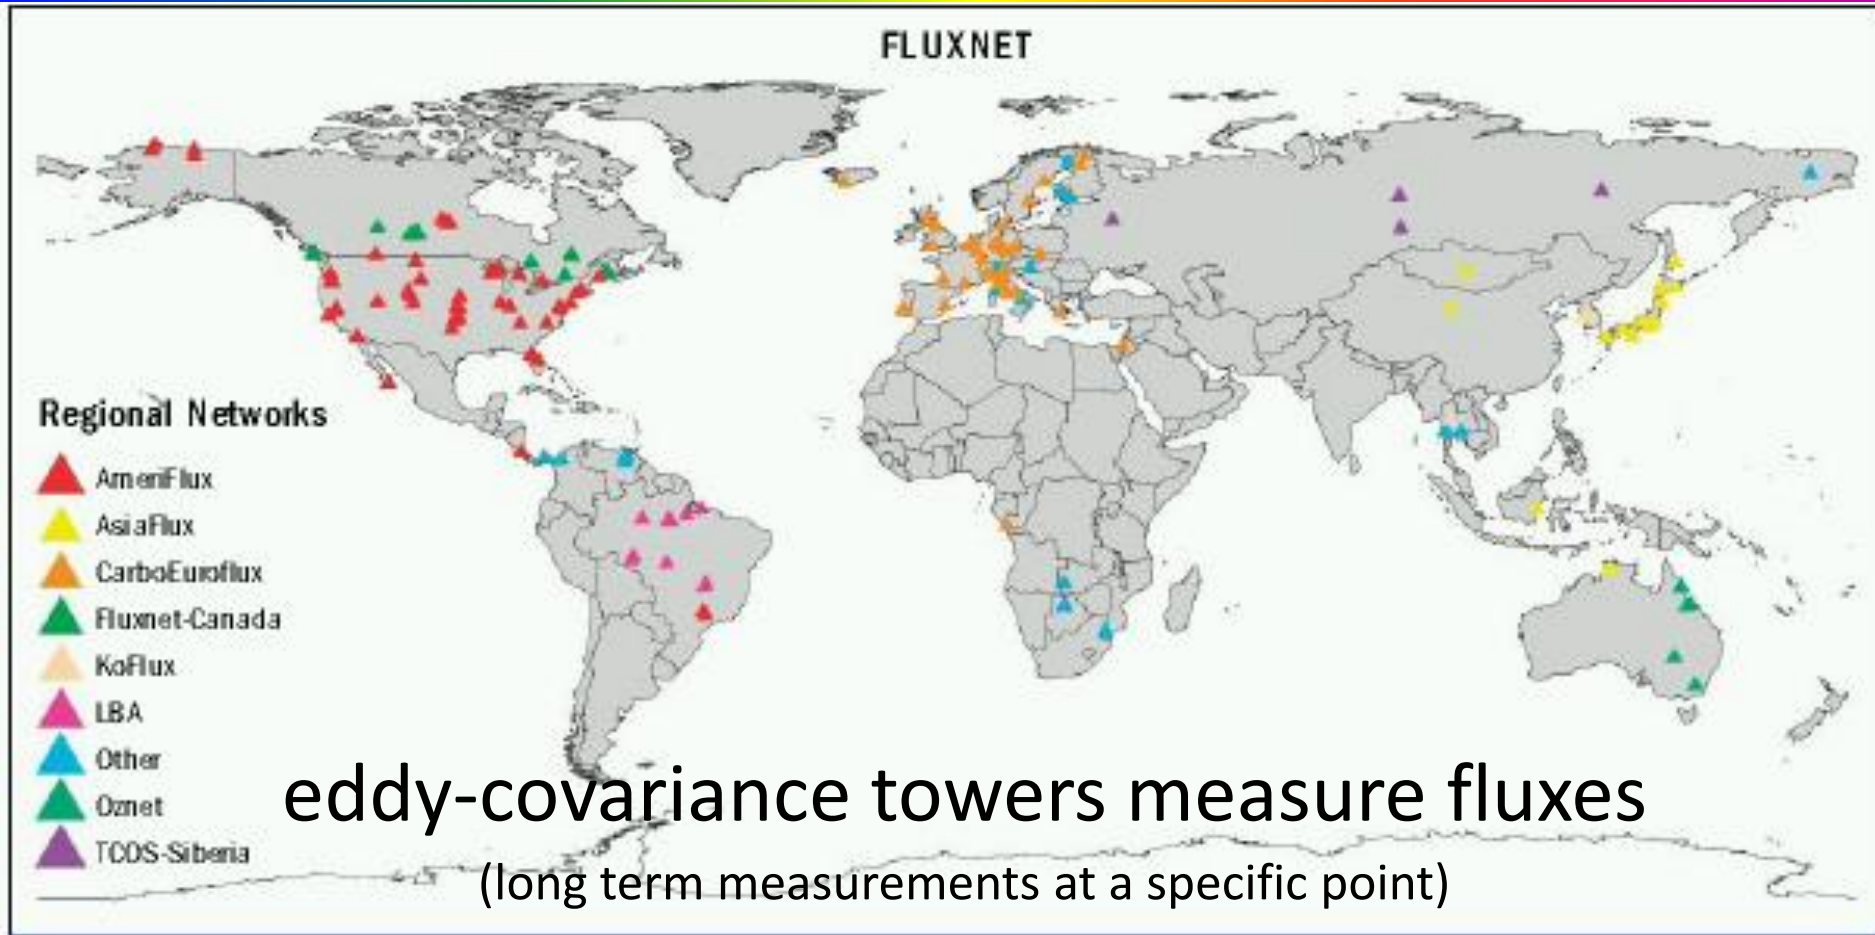 FLUXNET
Regional Networks
AmeriFlux
AsiaFlux
CarboEuroflux
Fluxnet-Canada
KoFlux
LBA
Other
Oznet
TCOS-Siberia
eddy-covariance towers measure fluxes
(long term measurements at a specific point)